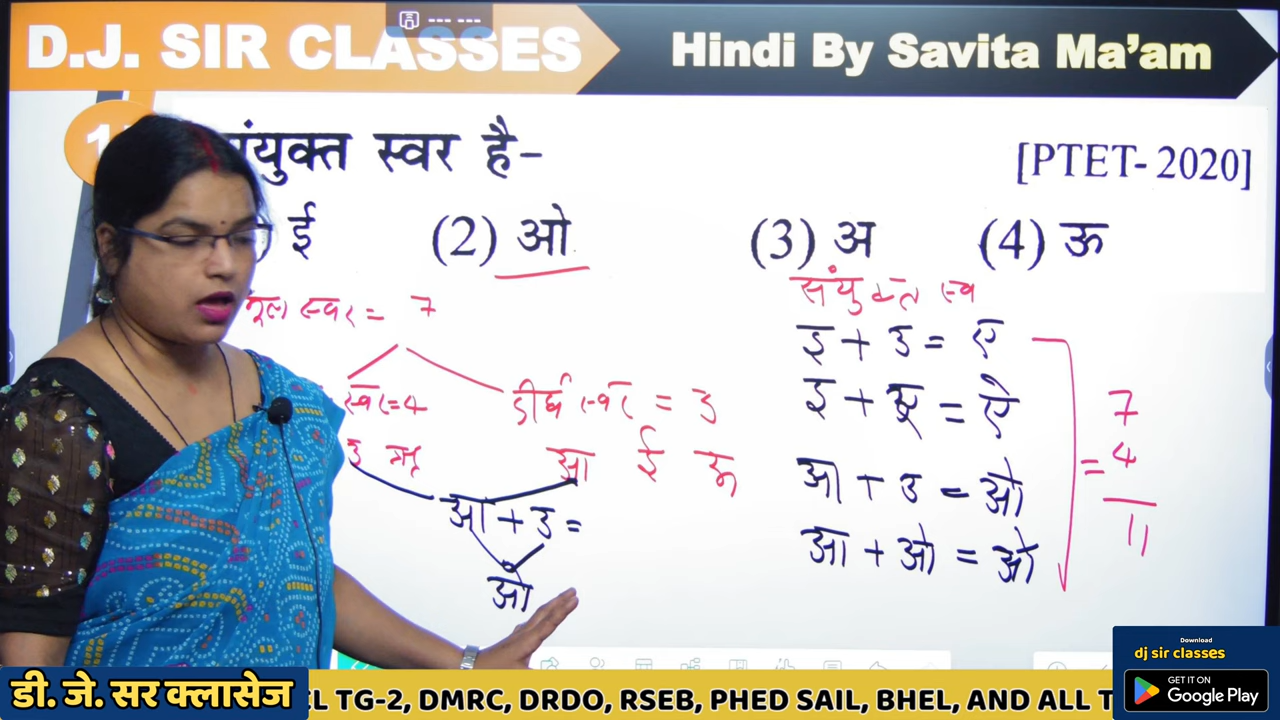 D.J. SIR CLASSES
Hindi By Savita Ma’am
संयुक्त स्वर है-
[PTET- 2020]
ई (2) ओ (3) अ (4) ऊ
मूल स्वर = 7
संयुक्त स्व
स्वर=4
दीर्घ स्वर = 3
उ ऋ
आ ई ऊ
आ + उ =
ओ
इ + उ = ए
इ + ए = ऐ
आ + उ = ओ
आ + ओ = औ
7
= 4
11
Download
dj sir classes
GET IT ON
Google Play
डी. जे. सर क्लासेज
EL TG-2, DMRC, DRDO, RSEB, PHED SAIL, BHEL, AND ALL T